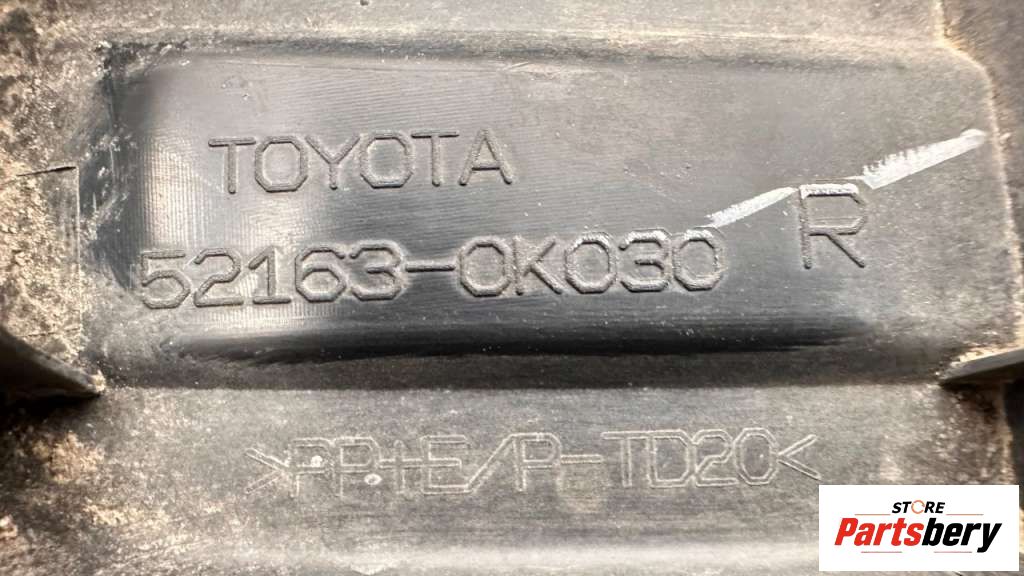 TOYOTA
52163-0K030 R
>PP+E/P-TD20<
STORE
Partsbery